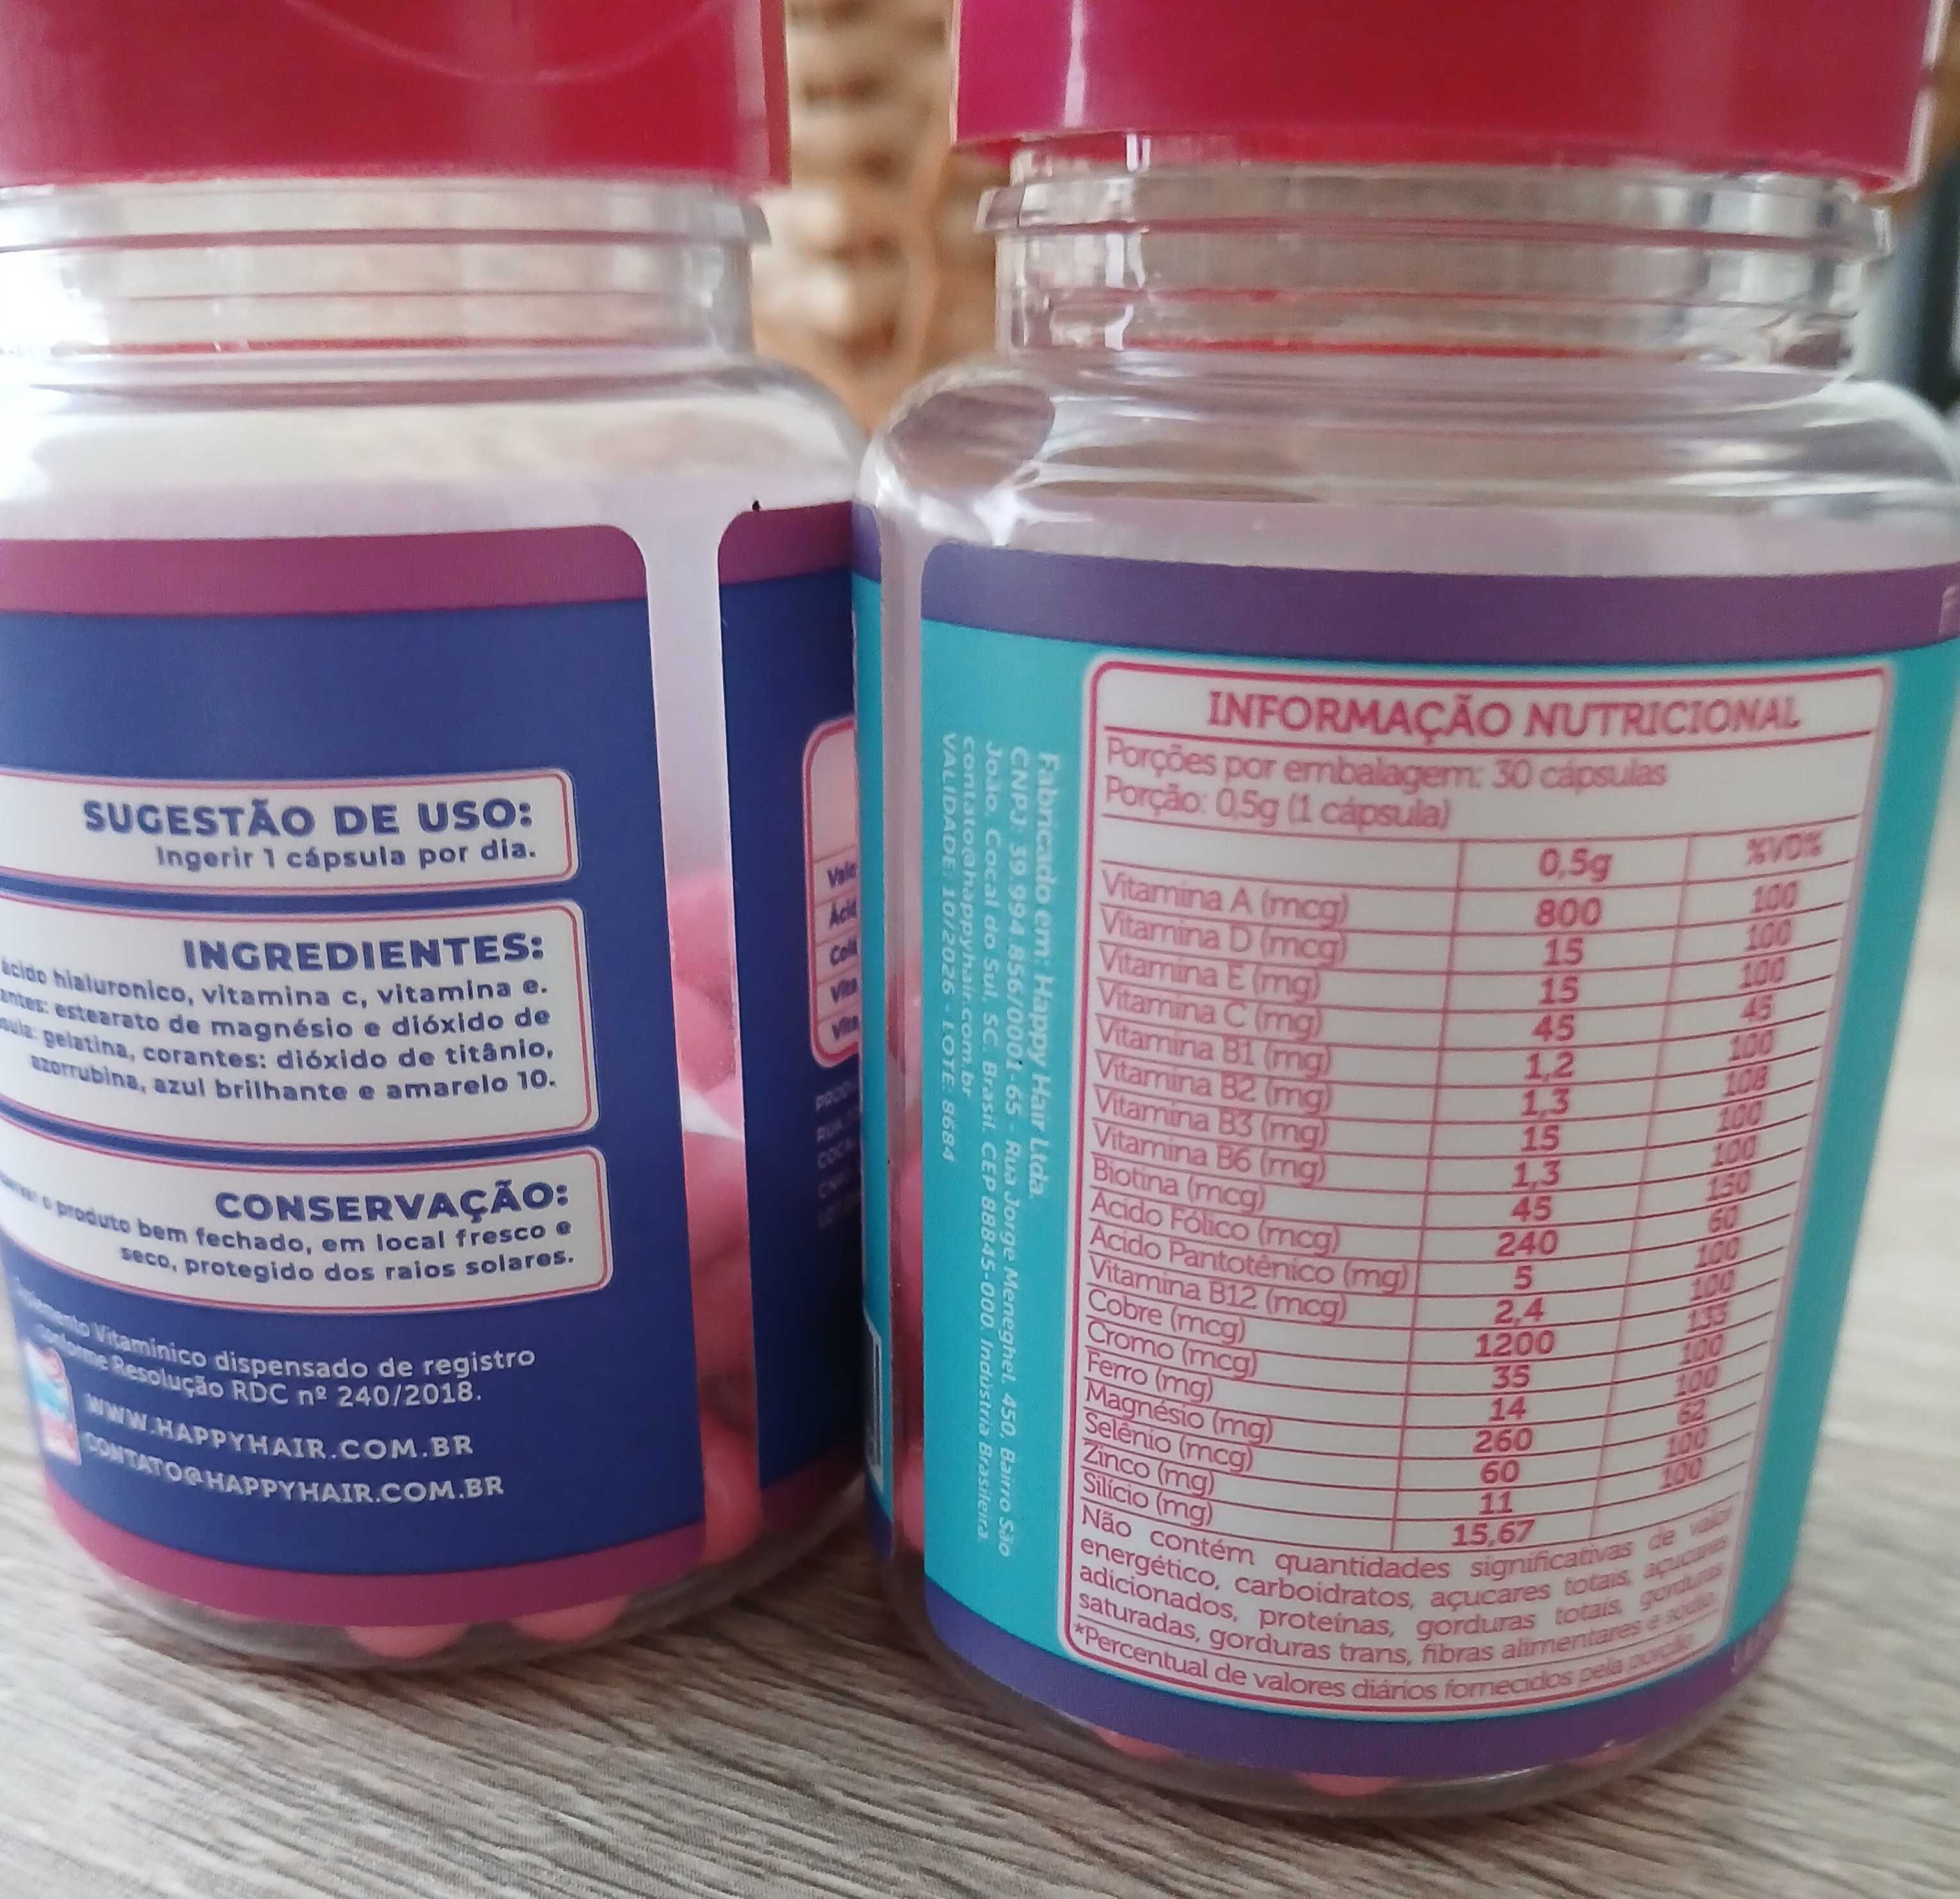 SUGESTÃO DE USO:
Ingerir 1 cápsula por dia.
INGREDIENTES:
ácido hialuronico, vitamina c, vitamina e.
antes: estearato de magnésio e dióxido de
sula: gelatina, corantes: dióxido de titânio,
azorrubina, azul brilhante e amarelo 10.
CONSERVAÇÃO:
o produto bem fechado, em local fresco e
seco, protegido dos raios solares.
Vitamínico dispensado de registro
Resolução RDC nº 240/2018.
WWW.HAPPYHAIR.COM.BR
CONTATO@HAPPYHAIR.COM.BR
Fabricado em: Happy Hair Ltda.
CNPJ: 39.994.856/0001-65 - Rua Jorge Meneghel, 450, Bairro São
João, Cocal do Sul, SC, Brasil. CEP 88845-000. Indústria Brasileira.
contato@happyhair.com.br
VALIDADE: 10/2026 - LOTE: 8684
INFORMAÇÃO NUTRICIONAL
Porções por embalagem: 30 cápsulas
Porção: 0,5g (1 cápsula)
0,5g %VD*
Vitamina A (mcg) 800 100
Vitamina D (mcg) 15 100
Vitamina E (mg) 15 100
Vitamina C (mg) 45 45
Vitamina B1 (mg) 1,2 100
Vitamina B2 (mg) 1,3 108
Vitamina B3 (mg) 15 100
Vitamina B6 (mg) 1,3 100
Biotina (mcg) 45 150
Ácido Fólico (mcg) 240 60
Ácido Pantotênico (mg) 5 100
Vitamina B12 (mcg) 2,4 100
Cobre (mcg) 1200 133
Cromo (mcg) 35 100
Ferro (mg) 14 100
Magnésio (mg) 260 62
Selênio (mcg) 60 100
Zinco (mg) 11 100
Silício (mg) 15,67
Não contém quantidades significativas de valor
energético, carboidratos, açucares totais, açucares
adicionados, proteínas, gorduras totais, gorduras
saturadas, gorduras trans, fibras alimentares e sódio.
*Percentual de valores diários fornecidos pela porção